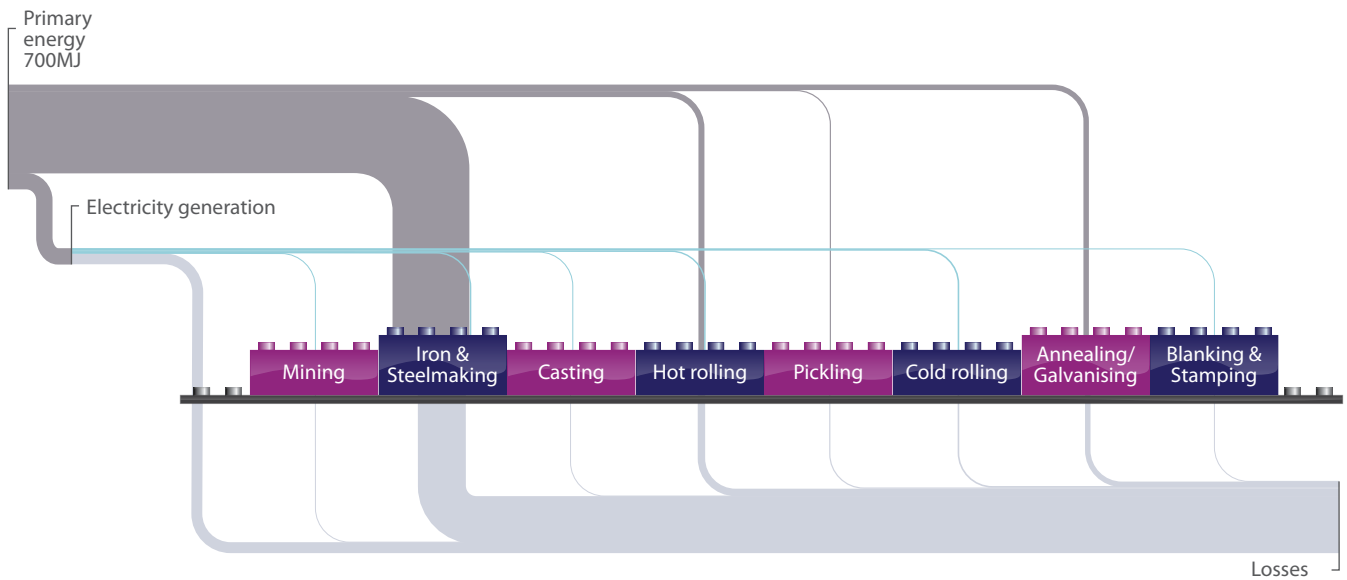 Primary
energy
700MJ
Electricity generation
Mining
Iron &
Steelmaking
Casting
Hot rolling
Pickling
Cold rolling
Annealing/
Galvanising
Blanking &
Stamping
Losses